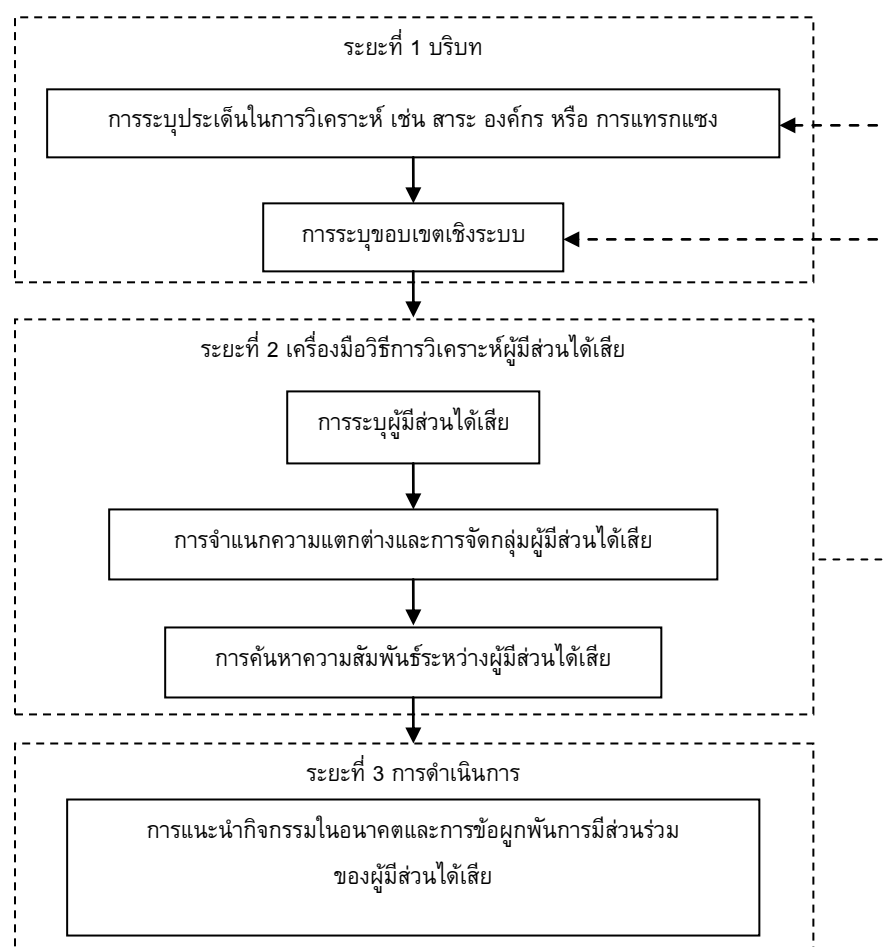 ระยะที่ 1 บริบท
การระบุประเด็นในการวิเคราะห์ เช่น สาระ องค์กร หรือ การแทรกแซง
การระบุขอบเขตเชิงระบบ
ระยะที่ 2 เครื่องมือวิธีการวิเคราะห์ผู้มีส่วนได้เสีย
การระบุผู้มีส่วนได้เสีย
การจำแนกความแตกต่างและการจัดกลุ่มผู้มีส่วนได้เสีย
การค้นหาความสัมพันธ์ระหว่างผู้มีส่วนได้เสีย
ระยะที่ 3 การดำเนินการ
การแนะนำกิจกรรมในอนาคตและการข้อผูกพันการมีส่วนร่วม
ของผู้มีส่วนได้เสีย